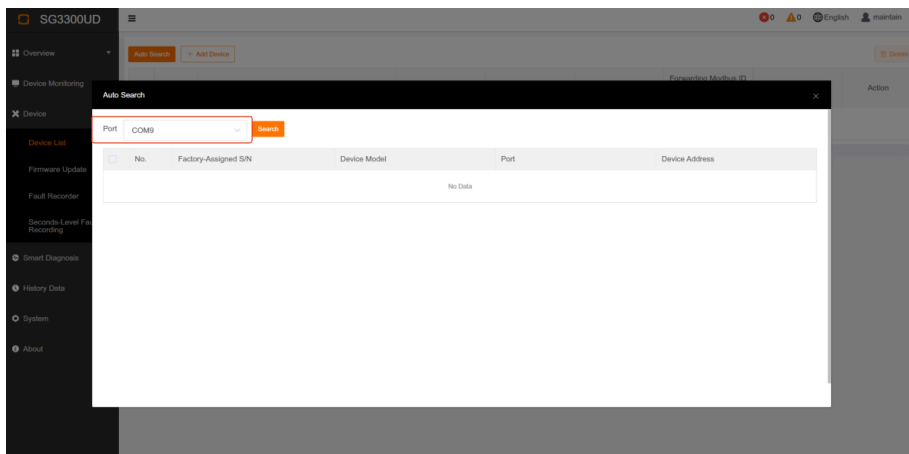 SG3300UD
0
0
English
maintain
Overview
Auto Search
+ Add Device
Delete
Device Monitoring
Forwarding Modbus ID
Action
Auto Search
Device
Port
COM9
Search
Device List
No.
Factory-Assigned S/N
Device Model
Port
Device Address
Firmware Update
No Data
Fault Recorder
Seconds-Level Fau
Recording
Smart Diagnosis
History Data
System
About